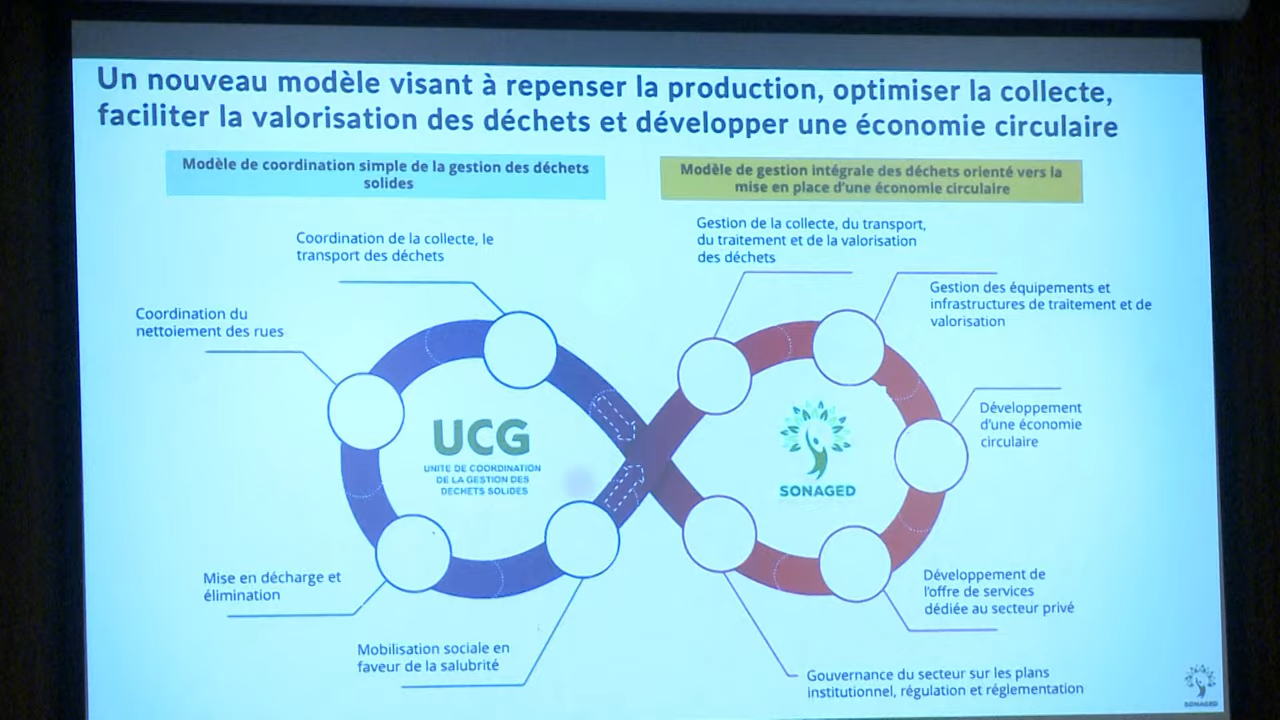 Un nouveau modèle visant à repenser la production, optimiser la collecte,
faciliter la valorisation des déchets et développer une économie circulaire
Modèle de coordination simple de la gestion des déchets
solides
Modèle de gestion intégrale des déchets orienté vers la
mise en place d'une économie circulaire
Coordination de la collecte, le
transport des déchets
Coordination du
nettoiement des rues
UCG
UNITE DE COORDINATION
DE LA GESTION DES
DECHETS SOLIDES
Mise en décharge et
élimination
Mobilisation sociale en
faveur de la salubrité
Gestion de la collecte, du transport,
du traitement et de la valorisation
des déchets
Gestion des équipements et
infrastructures de traitement et de
valorisation
Développement
d'une économie
circulaire
SONAGED
Développement de
l'offre de services
dédiée au secteur privé
Gouvernance du secteur sur les plans
institutionnel, régulation et réglementation
SONAGED